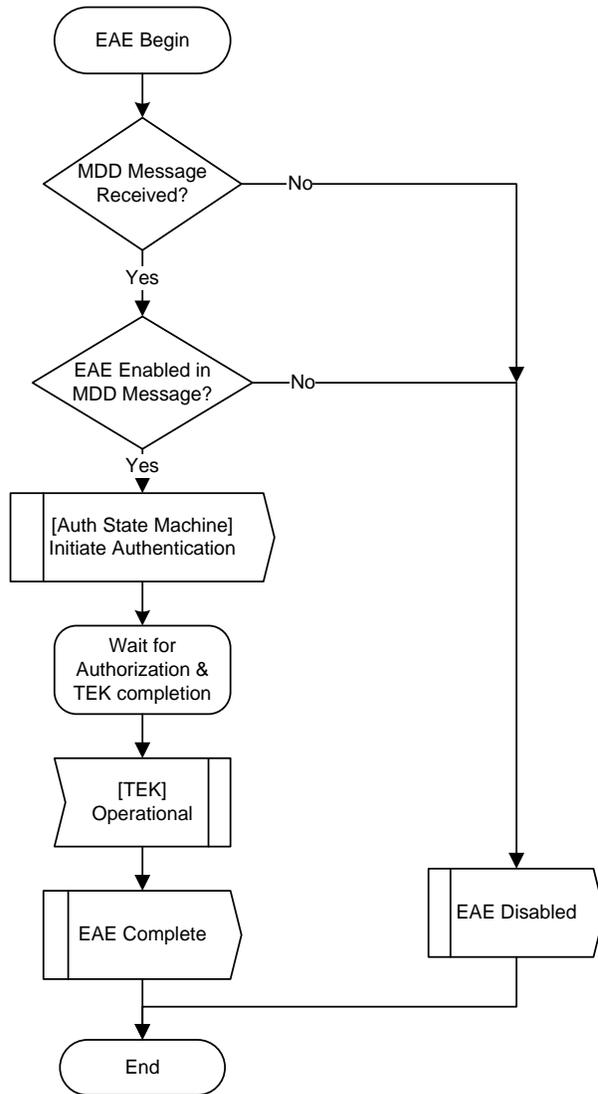 EAE Begin
MDD Message
Received?
No
Yes
EAE Enabled in
MDD Message?
No
Yes
[Auth State Machine]
Initiate Authentication
Wait for
Authorization &
TEK completion
[TEK]
Operational
EAE Complete
EAE Disabled
End